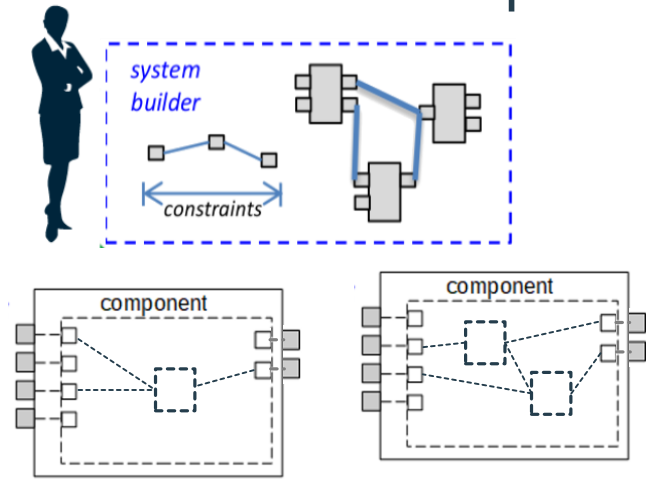 system
builder
constraints
component
component